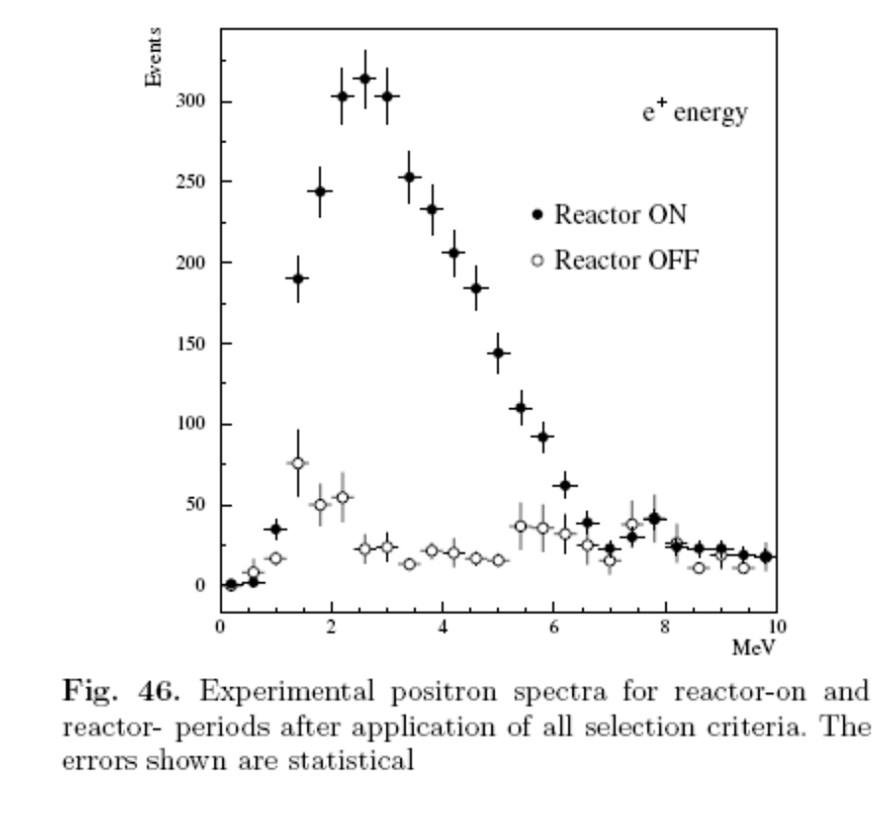 Events
300
250
200
150
100
50
0
e+ energy
Reactor ON
Reactor OFF
0 2 4 6 8 10
MeV
Fig. 46. Experimental positron spectra for reactor-on and
reactor- periods after application of all selection criteria. The
errors shown are statistical